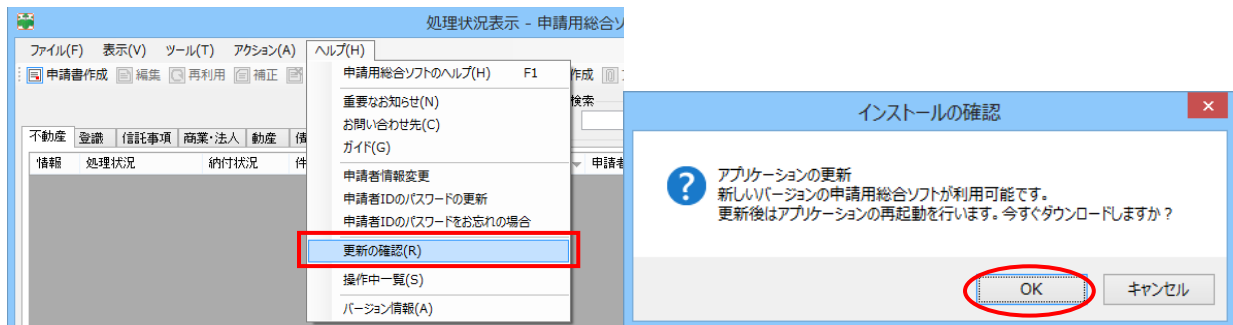 処理状況表示 - 申請用総合ソ
ファイル(F) 表示(V) ツール(T) アクション(A) ヘルプ(H)
申請書作成 編集 再利用 補正 作成
検索
不動産 登識 信託事項 商業・法人 動産 債
情報 処理状況 納付状況 件 申請者
申請用総合ソフトのヘルプ(H) F1
重要なお知らせ(N)
お問い合わせ先(C)
ガイド(G)
申請者情報変更
申請者IDのパスワードの更新
申請者IDのパスワードをお忘れの場合
更新の確認(R)
操作中一覧(S)
バージョン情報(A)
インストールの確認
アプリケーションの更新
新しいバージョンの申請用総合ソフトが利用可能です。
更新後はアプリケーションの再起動を行います。今すぐダウンロードしますか？
OK キャンセル